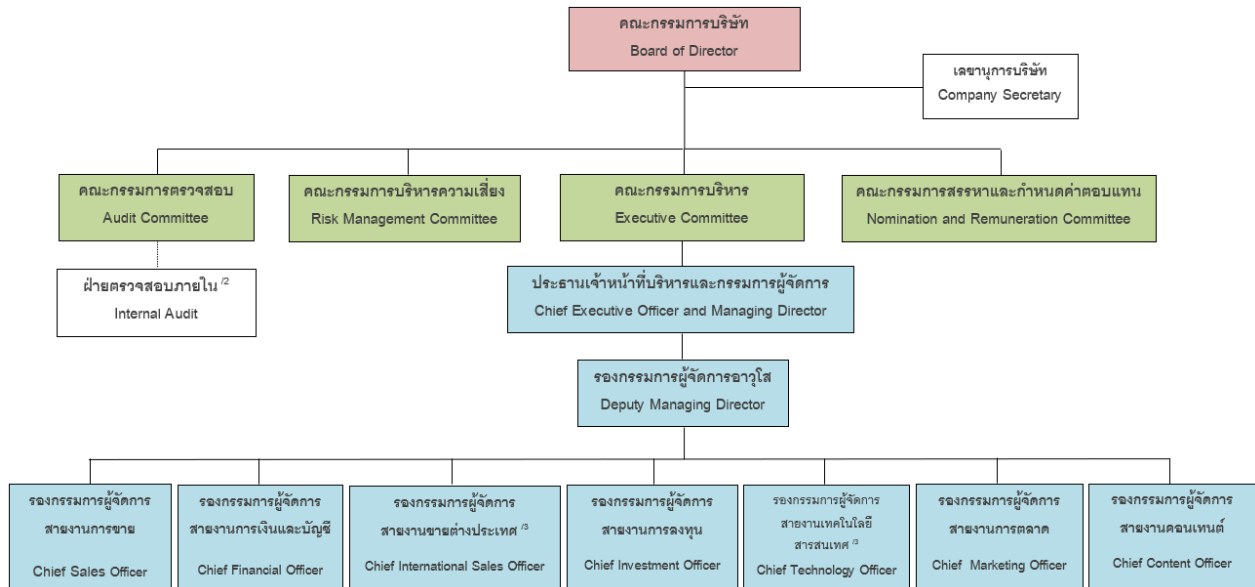 คณะกรรมการบริษัท
Board of Director
เลขานุการบริษัท
Company Secretary
คณะกรรมการตรวจสอบ
Audit Committee
คณะกรรมการบริหารความเสี่ยง
Risk Management Committee
คณะกรรมการบริหาร
Executive Committee
คณะกรรมการสรรหาและกำหนดค่าตอบแทน
Nomination and Remuneration Committee
ฝ่ายตรวจสอบภายใน /2
Internal Audit
ประธานเจ้าหน้าที่บริหารและกรรมการผู้จัดการ
Chief Executive Officer and Managing Director
รองกรรมการผู้จัดการอาวุโส
Deputy Managing Director
รองกรรมการผู้จัดการ
สายงานการขาย
Chief Sales Officer
รองกรรมการผู้จัดการ
สายงานการเงินและบัญชี
Chief Financial Officer
รองกรรมการผู้จัดการ
สายงานขายต่างประเทศ /3
Chief International Sales Officer
รองกรรมการผู้จัดการ
สายงานการลงทุน
Chief Investment Officer
รองกรรมการผู้จัดการ
สายงานเทคโนโลยี
สารสนเทศ /3
Chief Technology Officer
รองกรรมการผู้จัดการ
สายงานการตลาด
Chief Marketing Officer
รองกรรมการผู้จัดการ
สายงานคอนเทนต์
Chief Content Officer